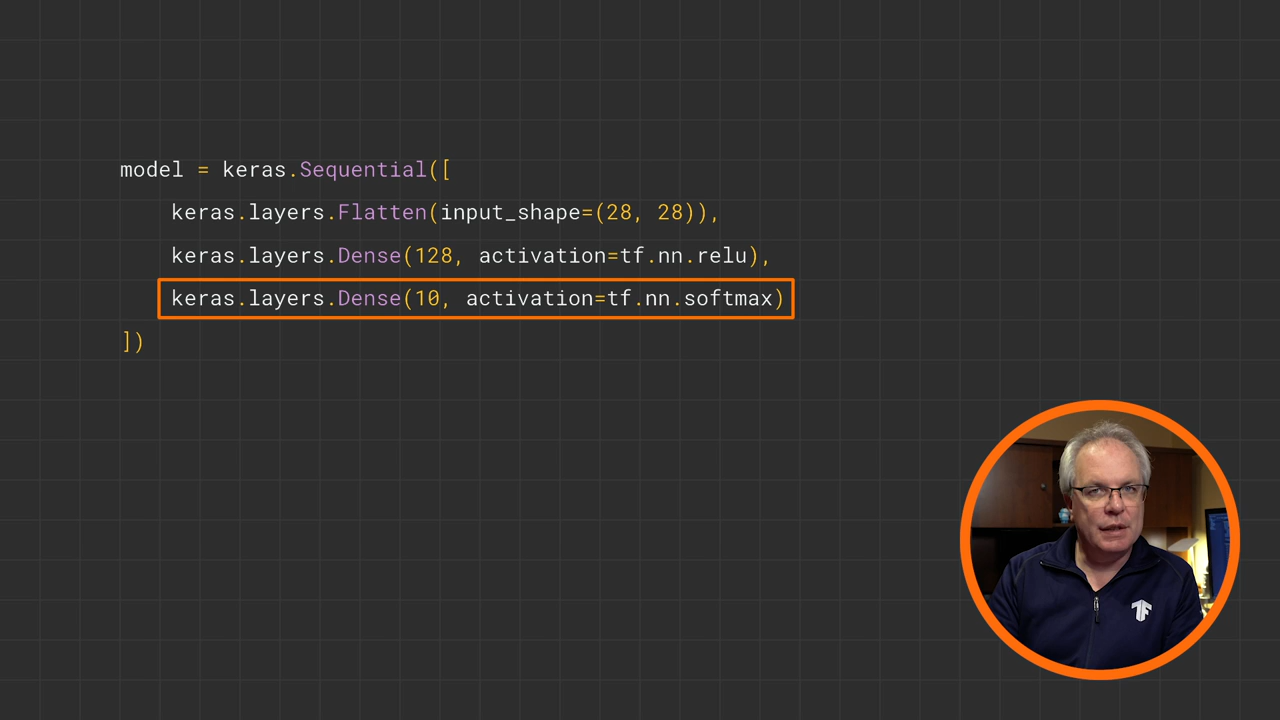 model = keras.Sequential([
keras.layers.Flatten(input_shape=(28, 28)),
keras.layers.Dense(128, activation=tf.nn.relu),
keras.layers.Dense(10, activation=tf.nn.softmax)
])